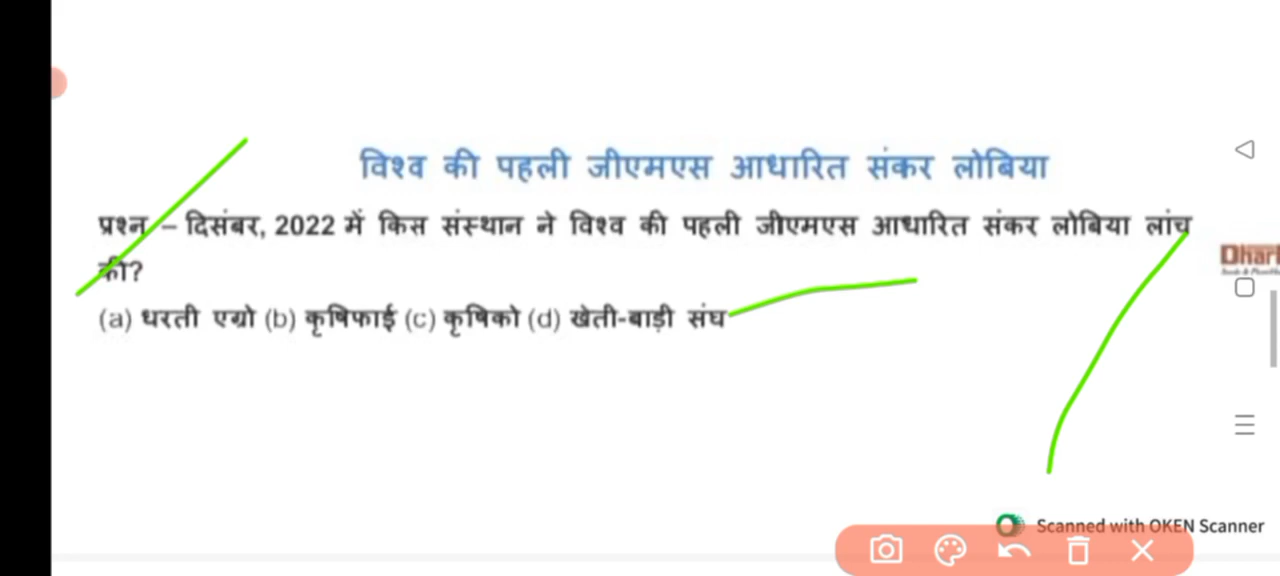 विश्व की पहली जीएमएस आधारित संकर लोबिया
प्रश्न – दिसंबर, 2022 में किस संस्थान ने विश्व की पहली जीएमएस आधारित संकर लोबिया लांच
की?
(a) धरती एग्रो (b) कृषिफाई (c) कृषिको (d) खेती-बाड़ी संघ
Scanned with OKEN Scanner